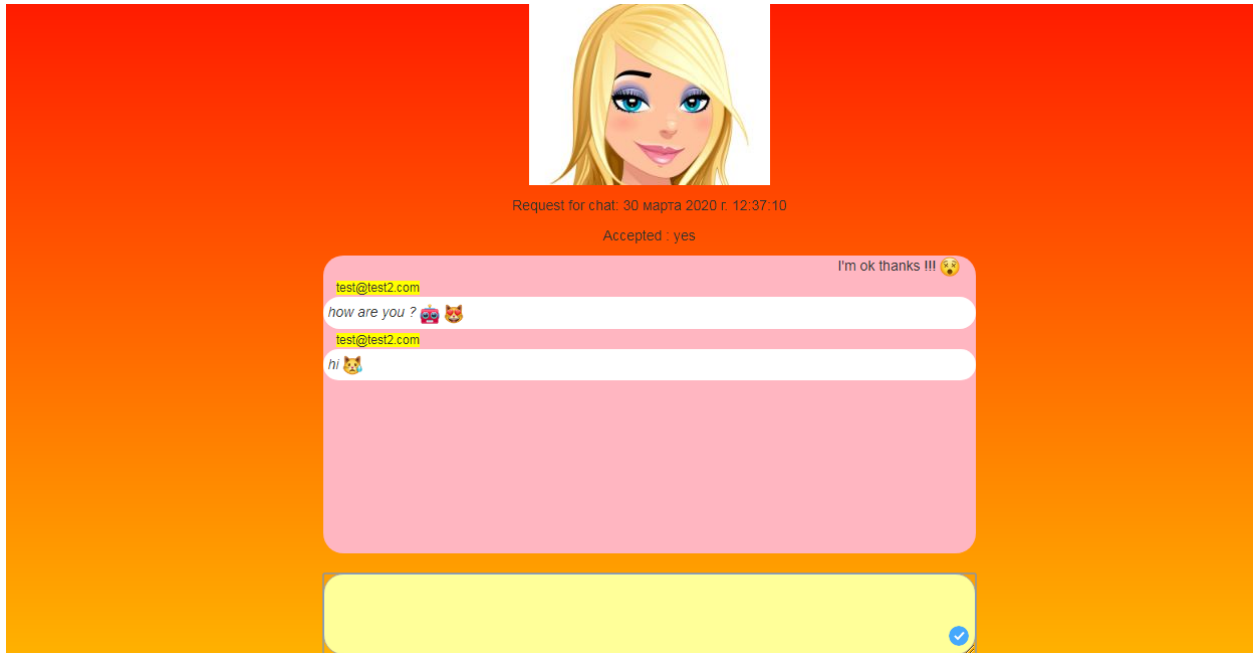 Request for chat: 30 марта 2020 г. 12:37:10
Accepted : yes
I'm ok thanks !!! 😲
test@test2.com
how are you ? 🤖 😻
test@test2.com
hi 😿